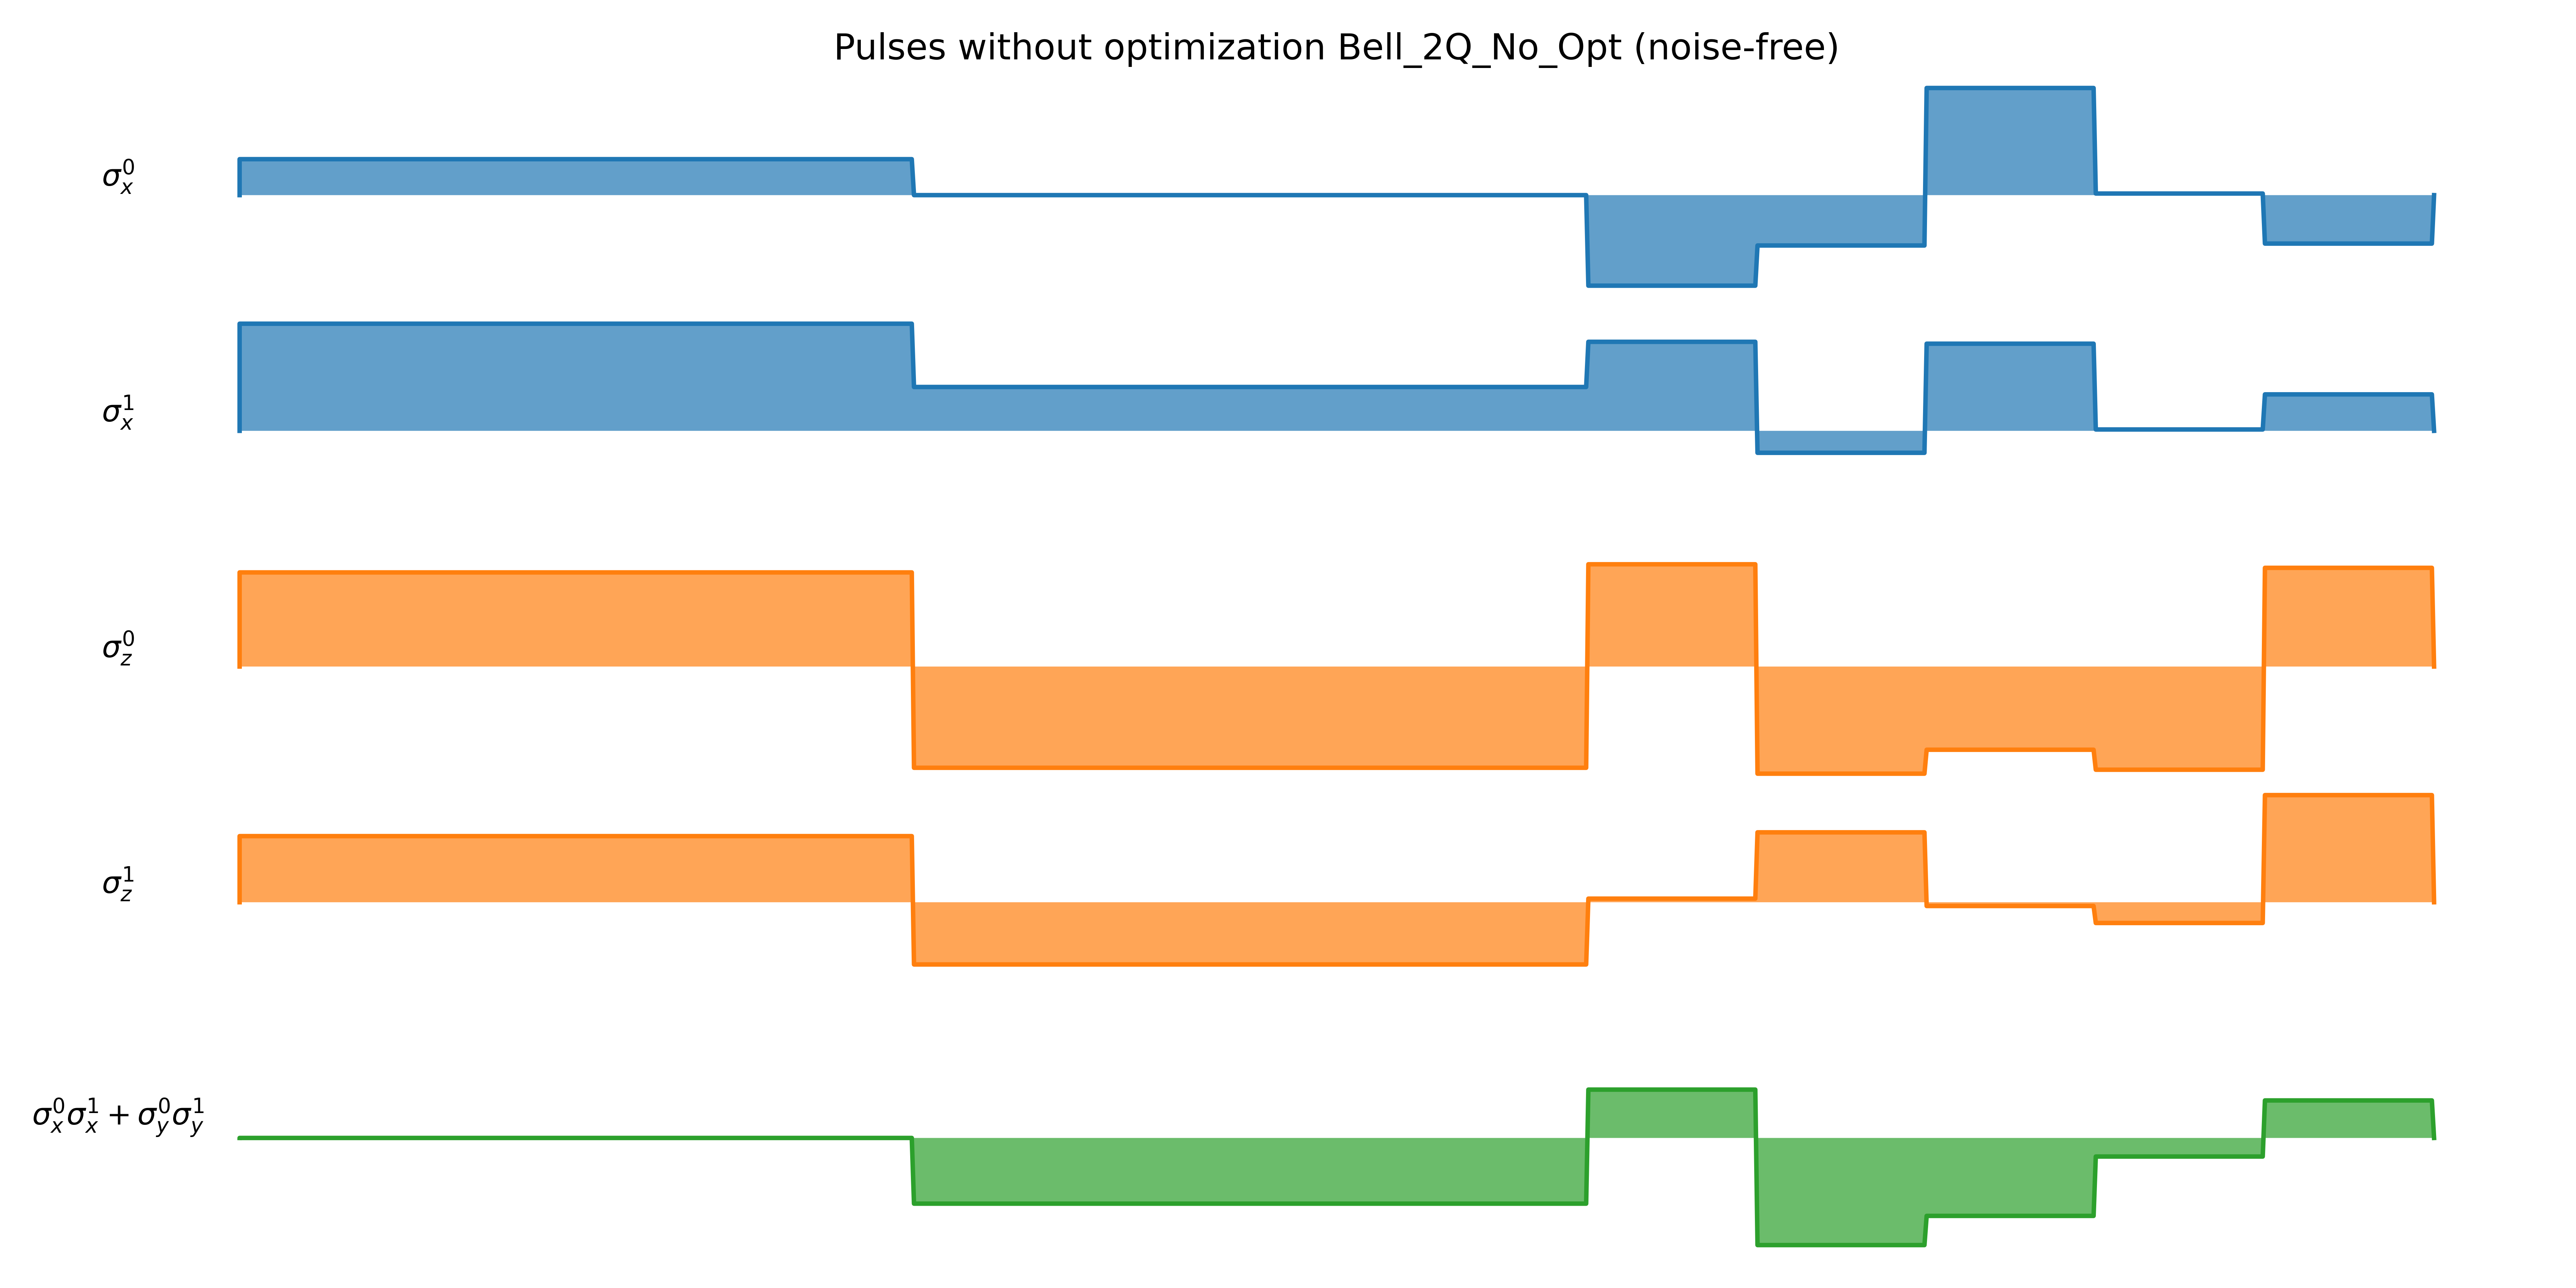 Pulses without optimization Bell_2Q_No_Opt (noise-free)
σ_x^0
σ_x^1
σ_z^0
σ_z^1
σ_x^0σ_x^1 + σ_y^0σ_y^1